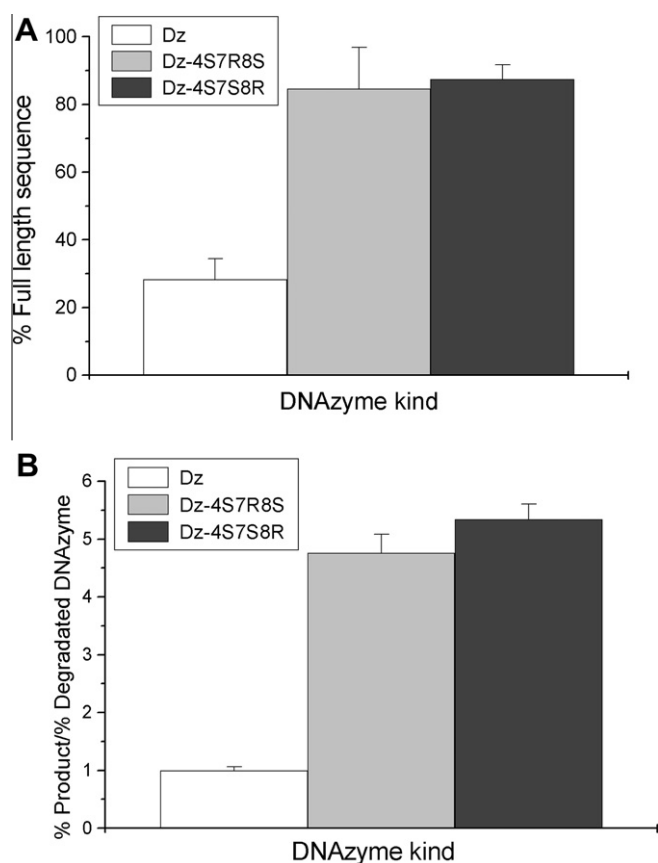 A
Dz
Dz-4S7R8S
Dz-4S7S8R
% Full length sequence
100
80
60
40
20
0
DNAzyme kind
B
Dz
Dz-4S7R8S
Dz-4S7S8R
% Product/% Degradated DNAzyme
6
5
4
3
2
1
0
DNAzyme kind